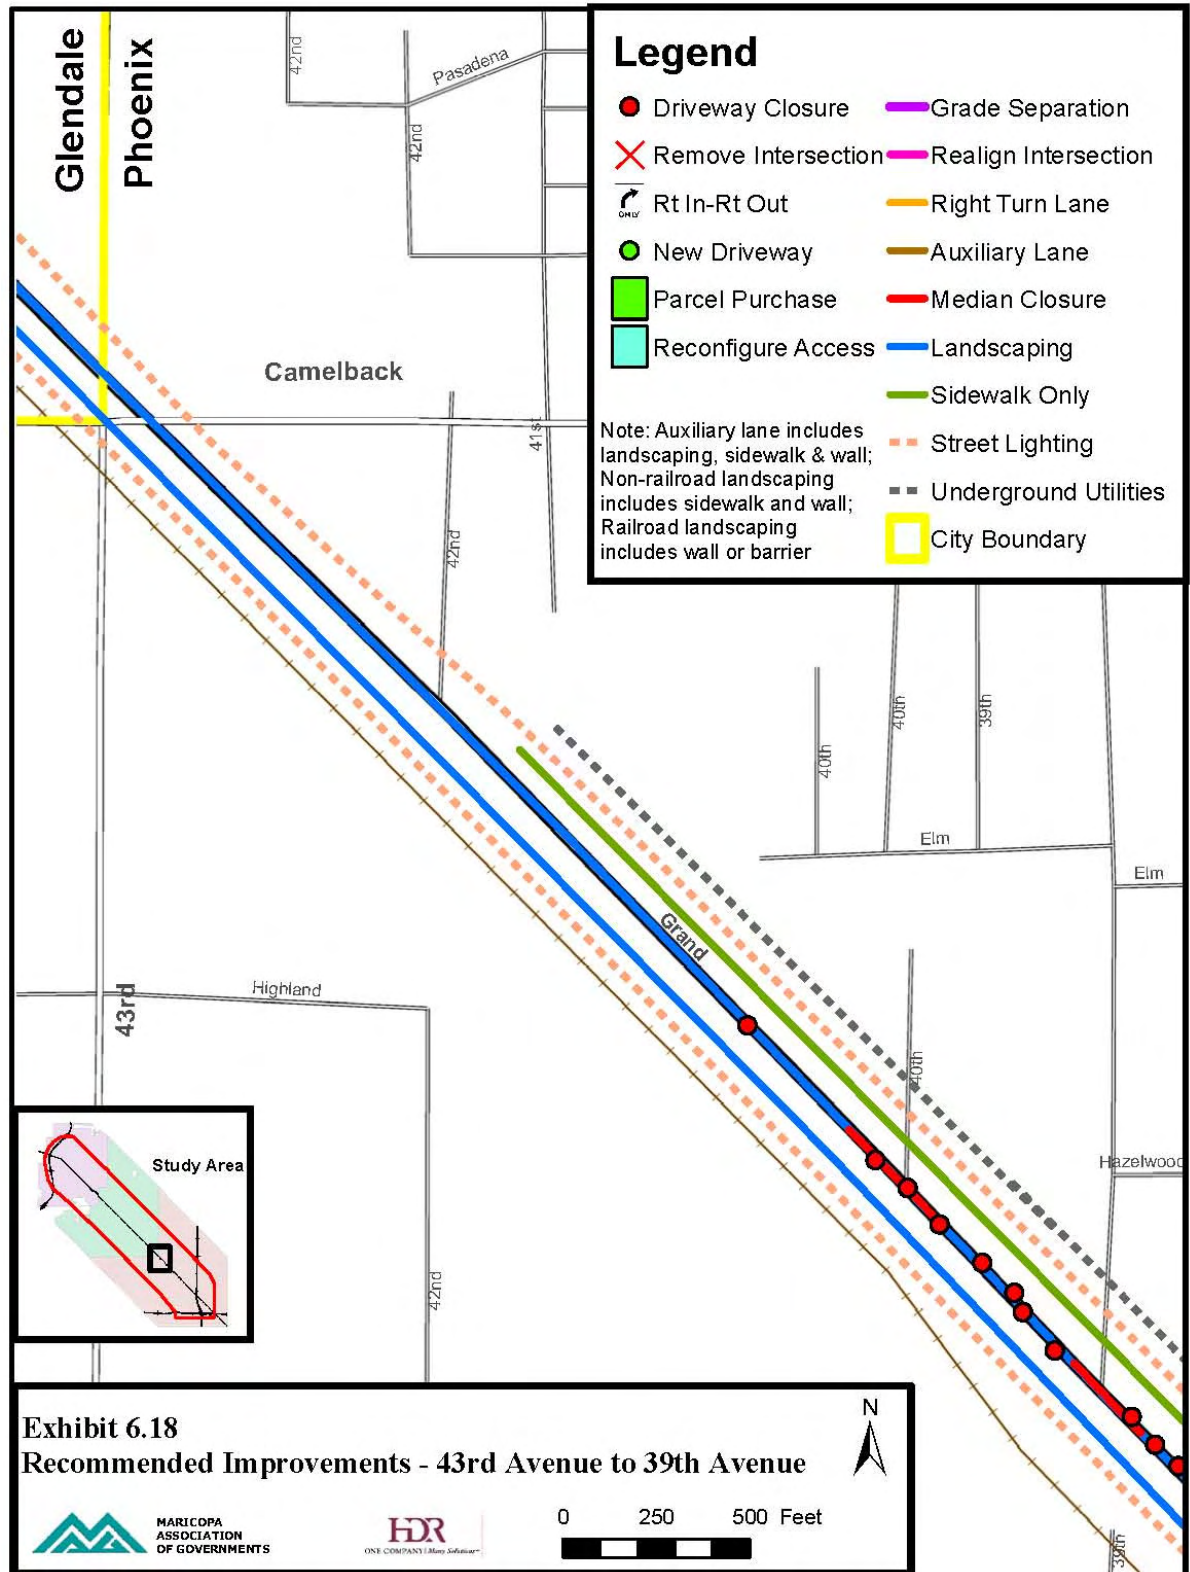 Glendale
Phoenix
42nd
Pasadena
42nd
Legend
Driveway Closure
Remove Intersection
ONLY
Rt In-Rt Out
New Driveway
Parcel Purchase
Reconfigure Access
Grade Separation
Realign Intersection
Right Turn Lane
Auxiliary Lane
Median Closure
Landscaping
Sidewalk Only
Street Lighting
Underground Utilities
City Boundary
Note: Auxiliary lane includes
landscaping, sidewalk & wall;
Non-railroad landscaping
includes sidewalk and wall;
Railroad landscaping
includes wall or barrier
Camelback
41st
42nd
40th
40th
39th
Elm
Elm
Grand
Highland
43rd
40th
Hazelwood
42nd
Study Area
39th
Exhibit 6.18
Recommended Improvements - 43rd Avenue to 39th Avenue
N
MARICOPA
ASSOCIATION
OF GOVERNMENTS
HDR
ONE COMPANY | Many Solutions
0 250 500 Feet